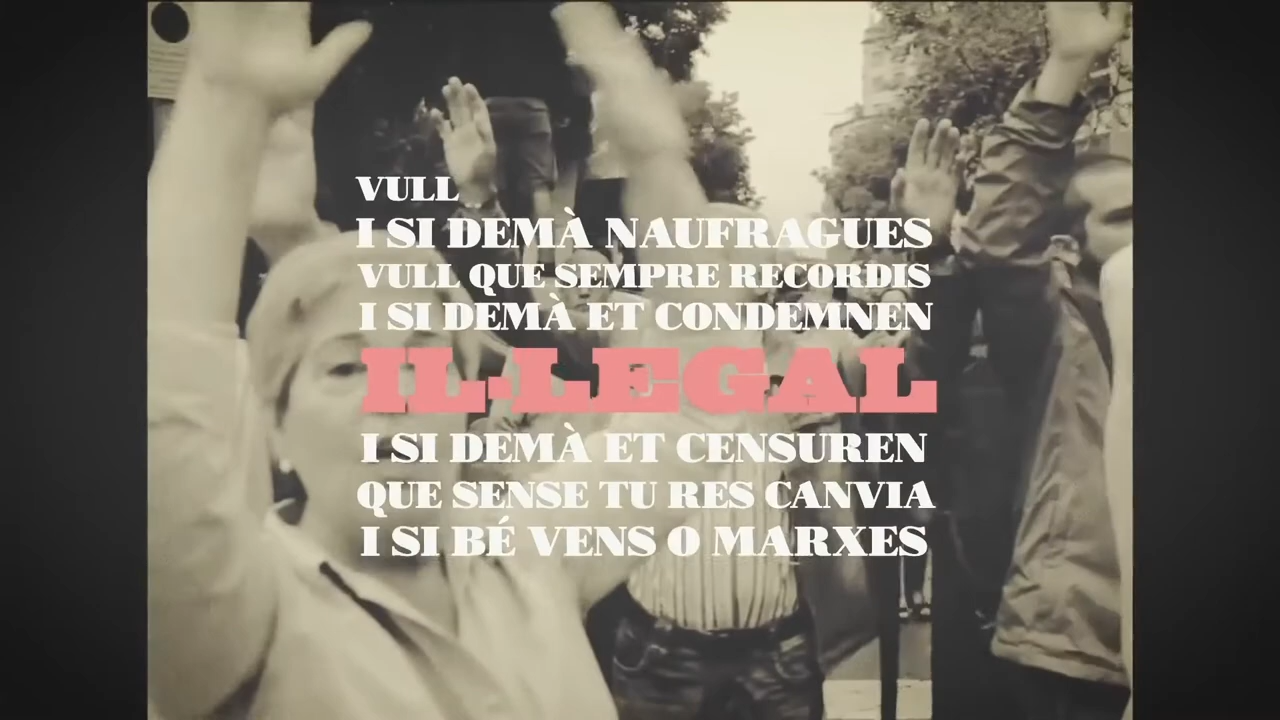 VULL
I SI DEMÀ NAUFRAGUES
VULL QUE SEMPRE RECORDIS
I SI DEMÀ ET CONDEMNEN
IL·LEGAL
I SI DEMÀ ET CENSUREN
QUE SENSE TU RES CANVIA
I SI BÉ VENS O MARXES